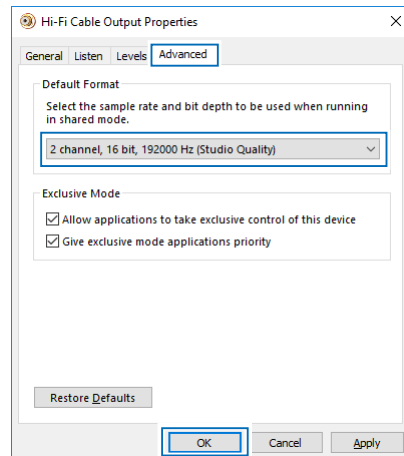 Hi-Fi Cable Output Properties
General Listen Levels Advanced
Default Format
Select the sample rate and bit depth to be used when running
in shared mode.
2 channel, 16 bit, 192000 Hz (Studio Quality)
Exclusive Mode
Allow applications to take exclusive control of this device
Give exclusive mode applications priority
Restore Defaults
OK Cancel Apply